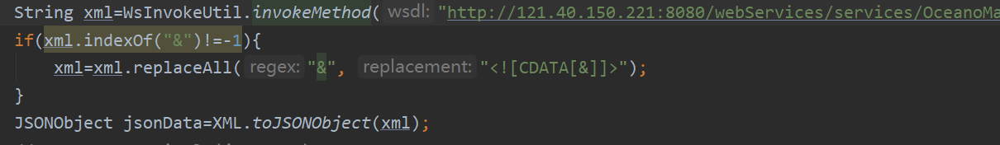 String xml=WsInvokeUtil.invokeMethod( wsdl: "http://121.40.150.221:8080/webServices/services/OceanoMa
if(xml.indexOf("&")!=-1){
xml=xml.replaceAll( regex: "&", replacement: "<![CDATA[&]]>");
}
JSONObject jsonData=XML.toJSONObject(xml);